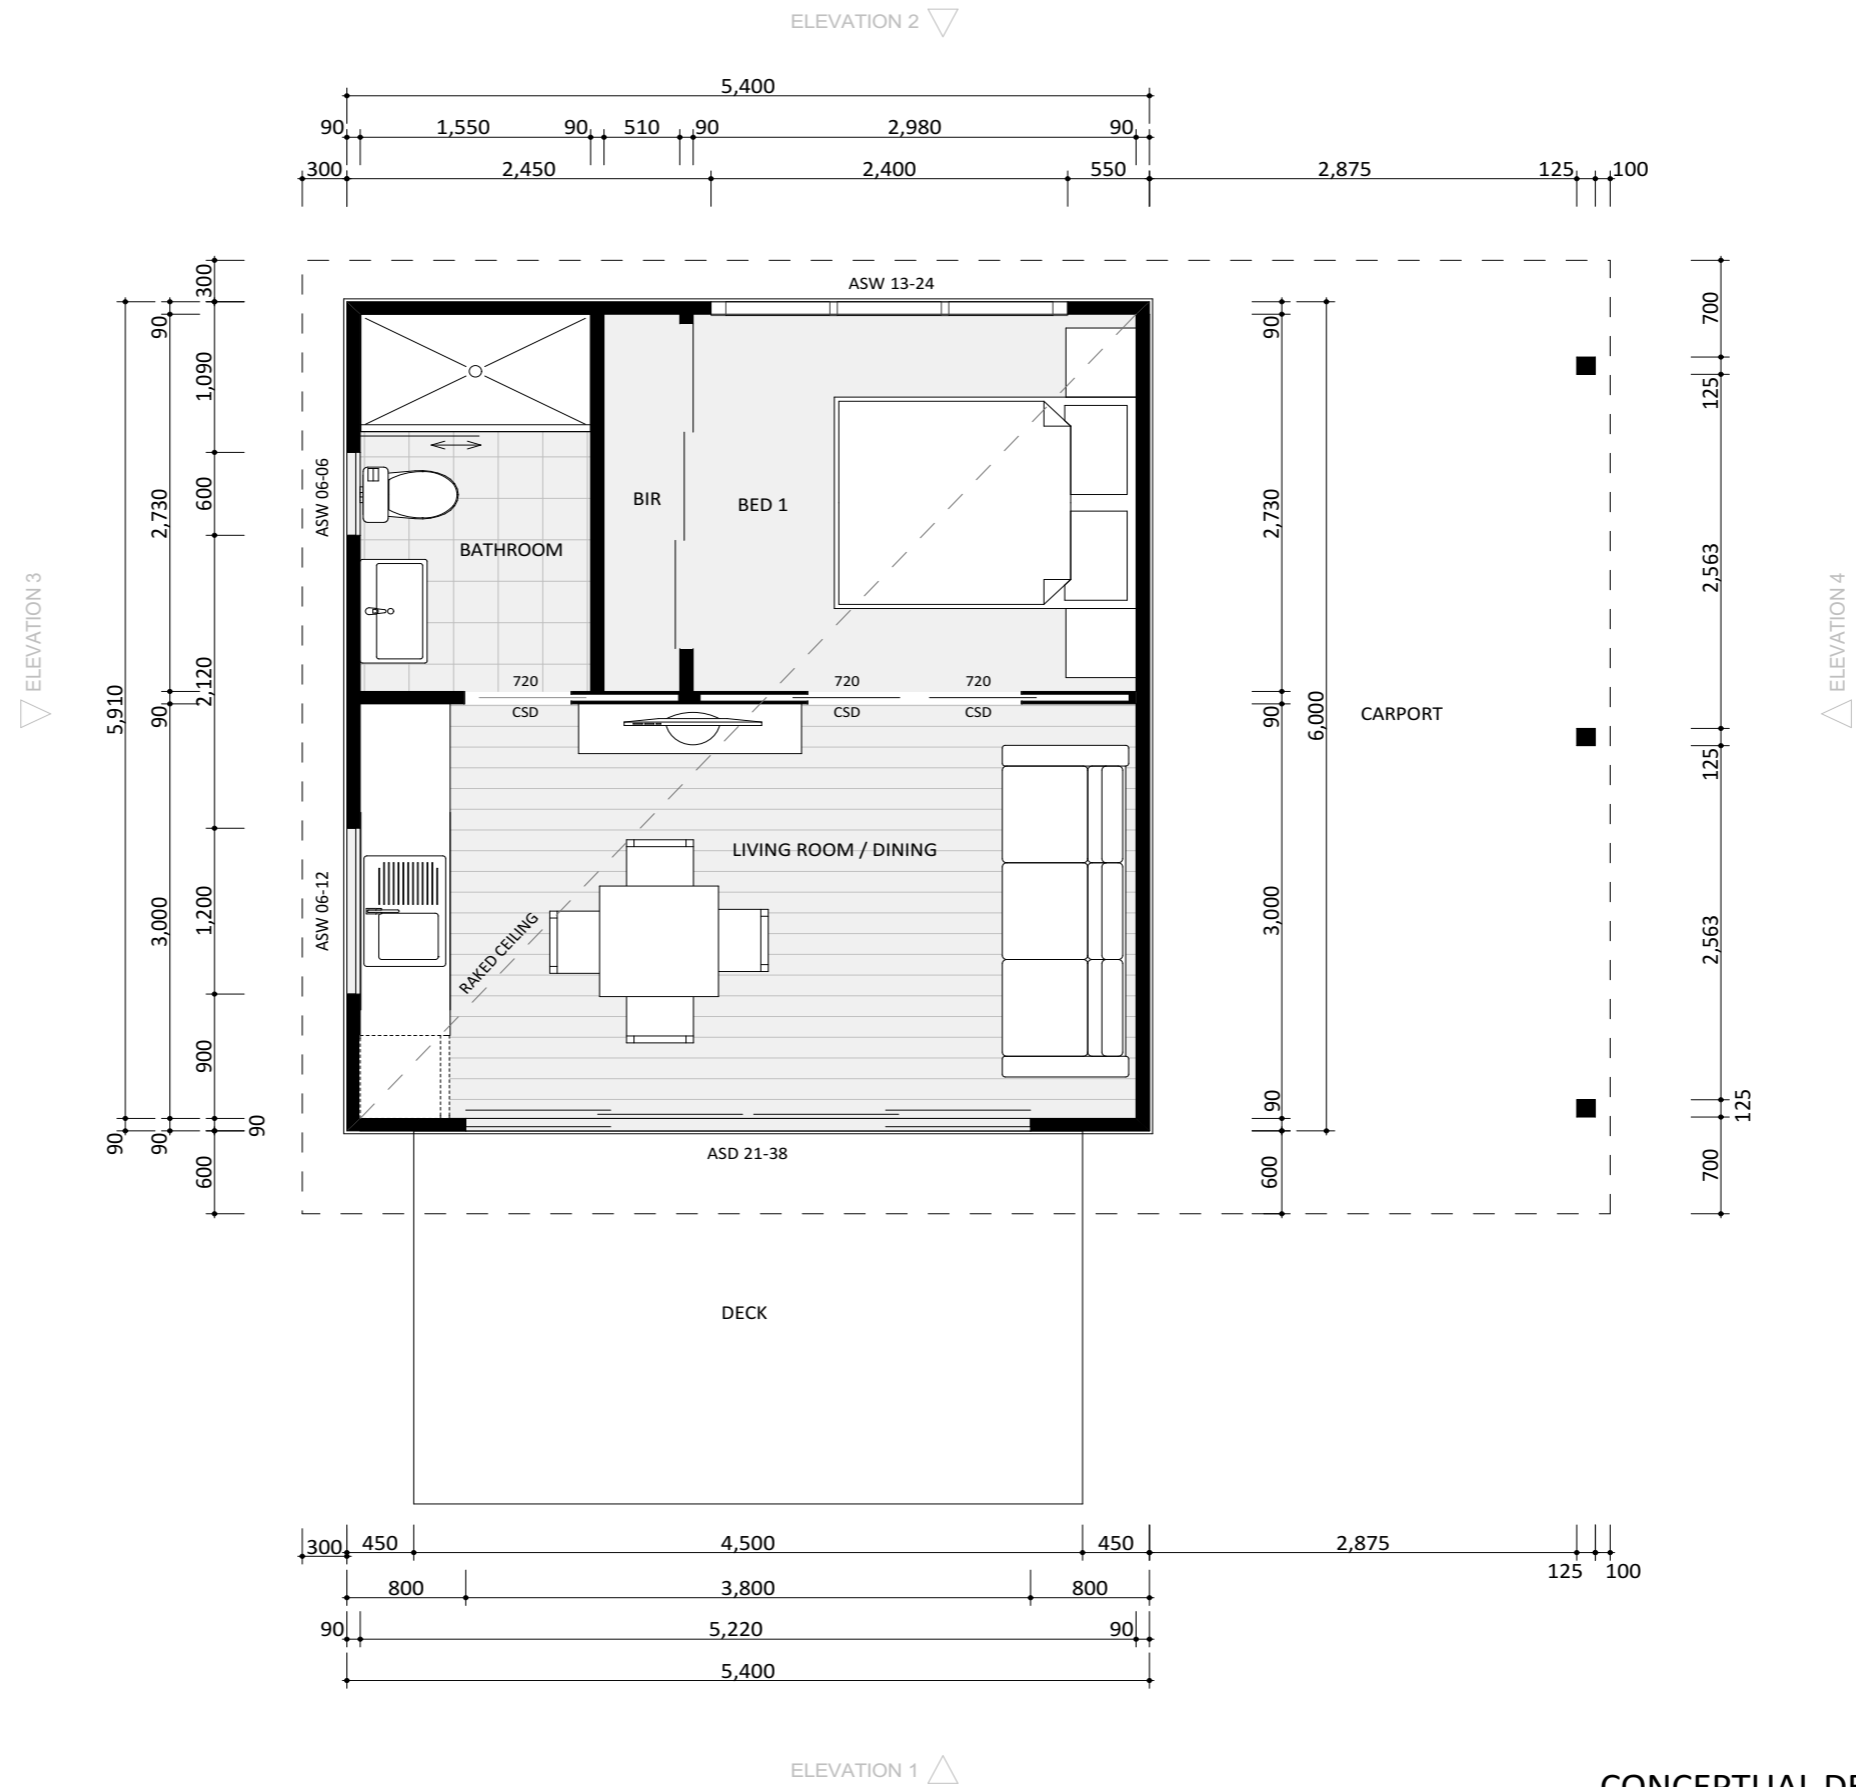 ELEVATION 2
5,400
90 1,550 90 510 90 2,980 90
300 2,450 2,400 550 2,875 125 100
ASW 13-24
300
90
1,090
ASW 06-06
600
2,730
2,120
5,910
90
ASW 06-12
1,200
3,000
900
90
90
90
600
ELEVATION 3
BATHROOM
BIR
BED 1
720 720 720
CSD CSD CSD
LIVING ROOM / DINING
RAKED CEILING
ASD 21-38
DECK
90
2,730
90
6,000
3,000
90
600
CARPORT
700
125
2,563
125
2,563
125
700
ELEVATION 4
300 450 4,500 450 2,875
125 100
800 3,800 800
90 5,220 90
5,400
ELEVATION 1